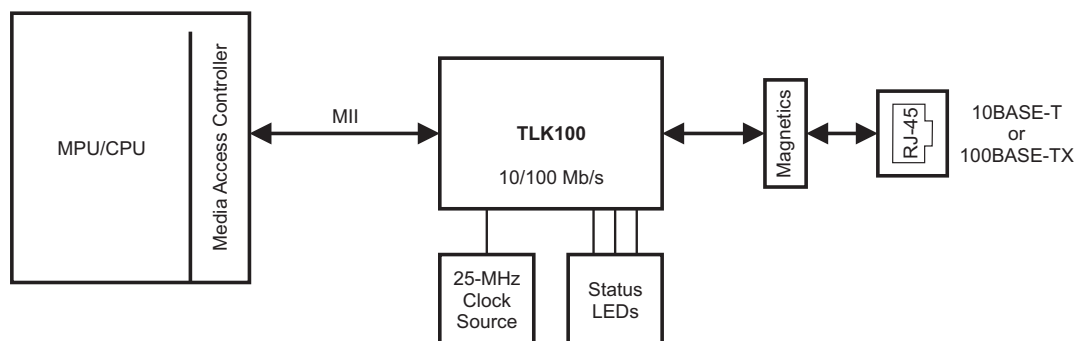 MPU/CPU
Media Access Controller
MII
TLK100
10/100 Mb/s
Magnetics
RJ-45
10BASE-T
or
100BASE-TX
25-MHz
Clock
Source
Status
LEDs